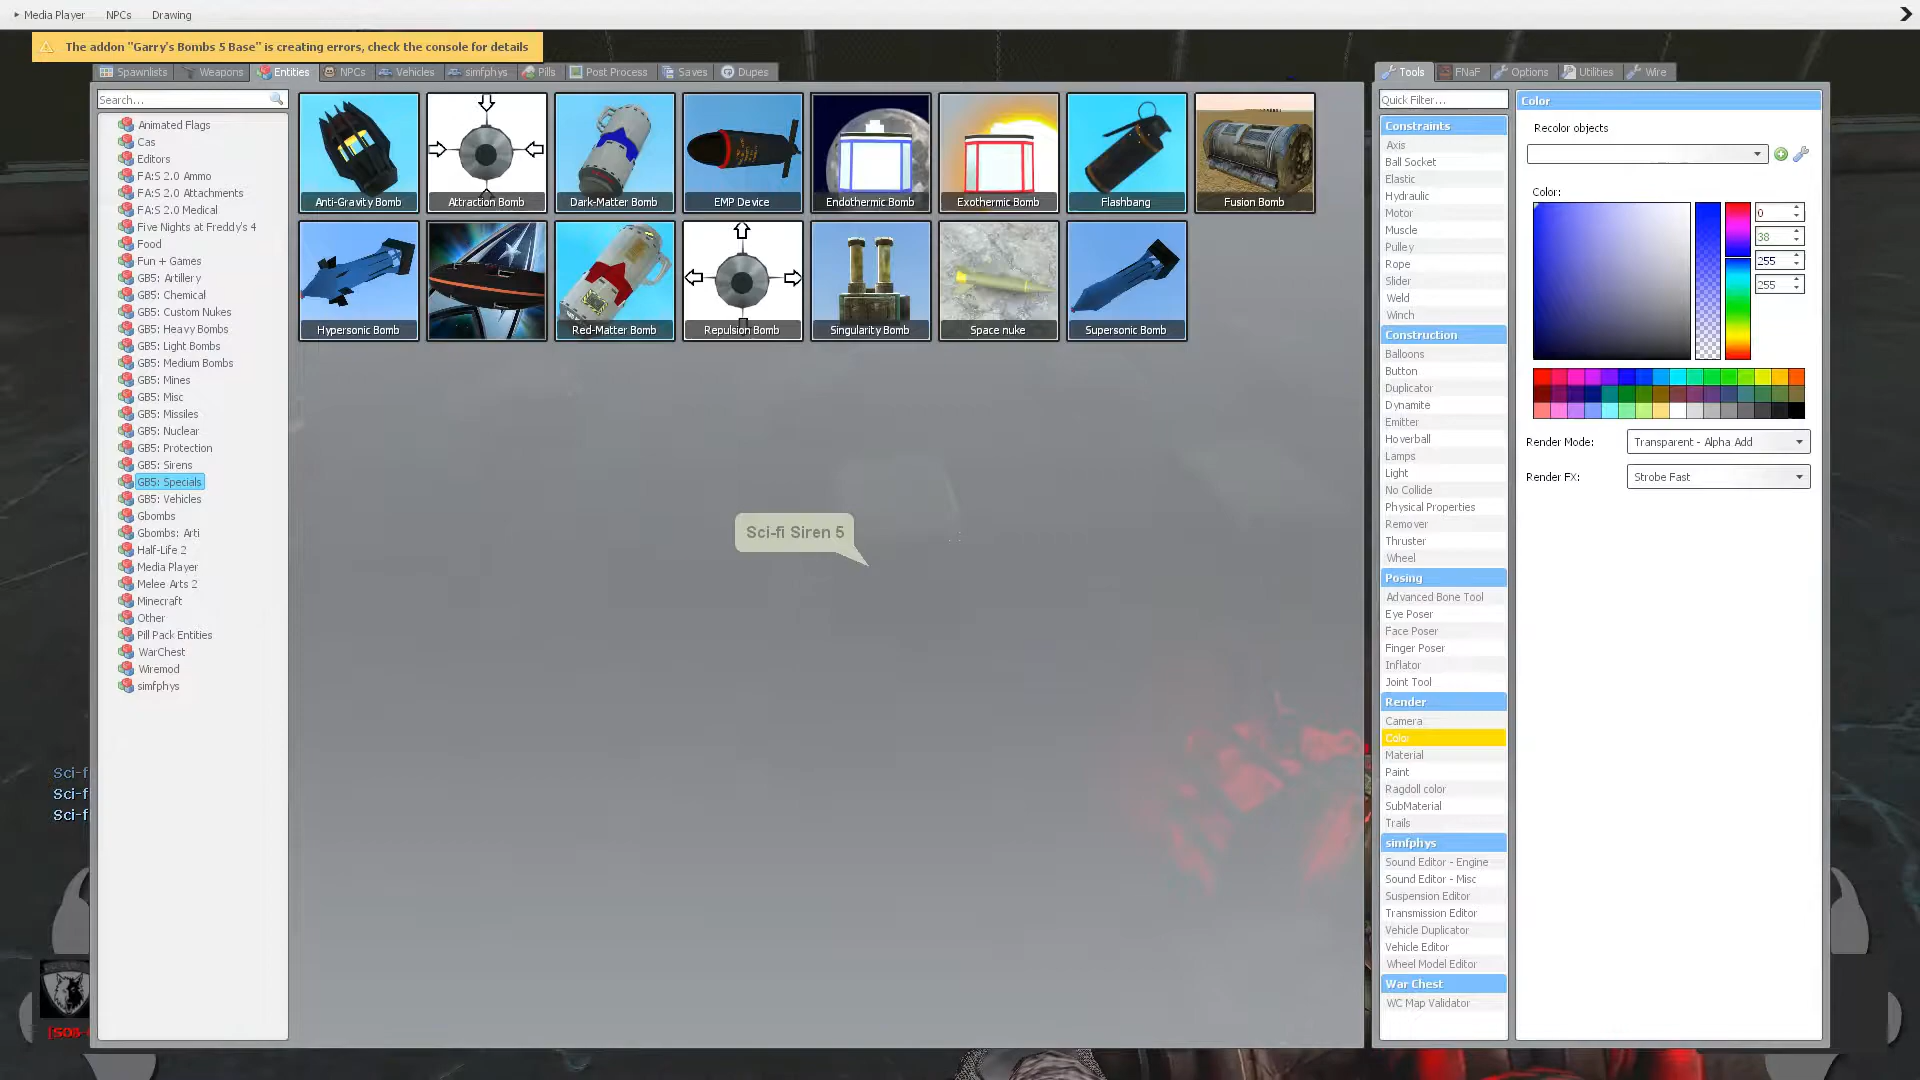 Media Player NPCs Drawing
The addon "Garry's Bombs 5 Base" is creating errors, check the console for details
Spawnlists Weapons Entities NPCs Vehicles simfphys Pills Post Process Saves Dupes
Search...
Animated Flags
Cas
Editors
FA:S 2.0 Ammo
FA:S 2.0 Attachments
FA:S 2.0 Medical
Five Nights at Freddy's 4
Food
Fun + Games
GB5: Artillery
GB5: Chemical
GB5: Custom Nukes
GB5: Heavy Bombs
GB5: Light Bombs
GB5: Medium Bombs
GB5: Mines
GB5: Misc
GB5: Missiles
GB5: Nuclear
GB5: Protection
GB5: Sirens
GB5: Specials
GB5: Vehicles
Gbombs
Gbombs: Arti
Half-Life 2
Media Player
Melee Arts 2
Minecraft
Other
Pill Pack Entities
WarChest
Wiremod
simfphys
Anti-Gravity Bomb Attraction Bomb Dark-Matter Bomb EMP Device Endothermic Bomb Exothermic Bomb Flashbang Fusion Bomb
Hypersonic Bomb Red-Matter Bomb Repulsion Bomb Singularity Bomb Space nuke Supersonic Bomb
Sci-fi Siren 5
Sci-f
Sci-f
Sci-f
Tools FNaF Options Utilities Wire
Quick Filter...
Constraints
Axis
Ball Socket
Elastic
Hydraulic
Motor
Muscle
Pulley
Rope
Slider
Weld
Winch
Construction
Balloons
Button
Duplicator
Dynamite
Emitter
Hoverball
Lamps
Light
No Collide
Physical Properties
Remover
Thruster
Wheel
Posing
Advanced Bone Tool
Eye Poser
Face Poser
Finger Poser
Inflator
Joint Tool
Render
Camera
Color
Material
Paint
Ragdoll color
SubMaterial
Trails
simfphys
Sound Editor - Engine
Sound Editor - Misc
Suspension Editor
Transmission Editor
Vehicle Duplicator
Vehicle Editor
Wheel Model Editor
War Chest
WC Map Validator
Color
Recolor objects
Color:
0
38
255
255
Render Mode: Transparent - Alpha Add
Render FX: Strobe Fast